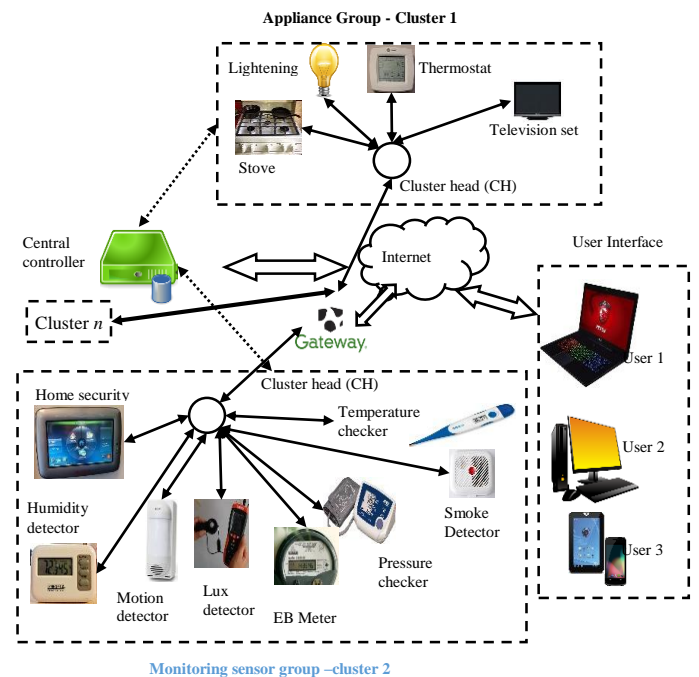 Appliance Group - Cluster 1
Lightening
Thermostat
Television set
Stove
Cluster head (CH)
Central
controller
Internet
User Interface
Cluster n
Gateway.
User 1
Cluster head (CH)
Home security
Temperature
checker
User 2
Humidity
detector
Smoke
Detector
User 3
Pressure
checker
Motion
detector
Lux
detector
EB Meter
Monitoring sensor group –cluster 2